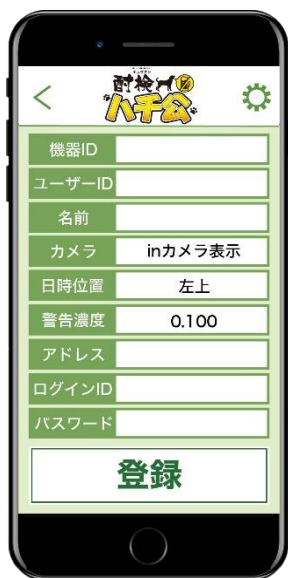 酎検
ハチ公
機器ID
ユーザーID
名前
カメラ inカメラ表示
日時位置 左上
警告濃度 0.100
アドレス
ログインID
パスワード
登録